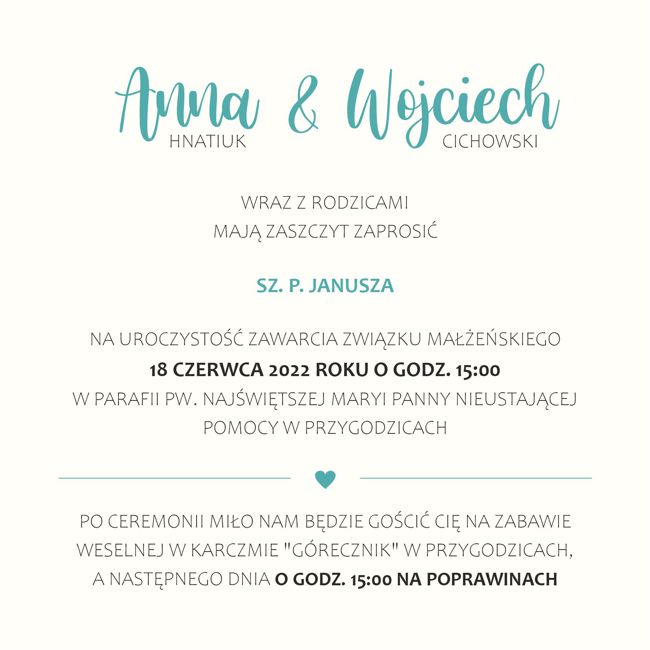 Anna & Wojciech
HNATIUK CICHOWSKI
WRAZ Z RODZICAMI
MAJĄ ZASZCZYT ZAPROSIĆ
SZ. P. JANUSZA
NA UROCZYSTOŚĆ ZAWARCIA ZWIĄZKU MAŁŻEŃSKIEGO
18 CZERWCA 2022 ROKU O GODZ. 15:00
W PARAFII PW. NAJŚWIĘTSZEJ MARYI PANNY NIEUSTAJĄCEJ
POMOCY W PRZYGODZICACH
PO CEREMONII MIŁO NAM BĘDZIE GOŚCIĆ CIĘ NA ZABAWIE
WESELNEJ W KARCZMIE "GÓRECZNIK" W PRZYGODZICACH,
A NASTĘPNEGO DNIA O GODZ. 15:00 NA POPRAWINACH